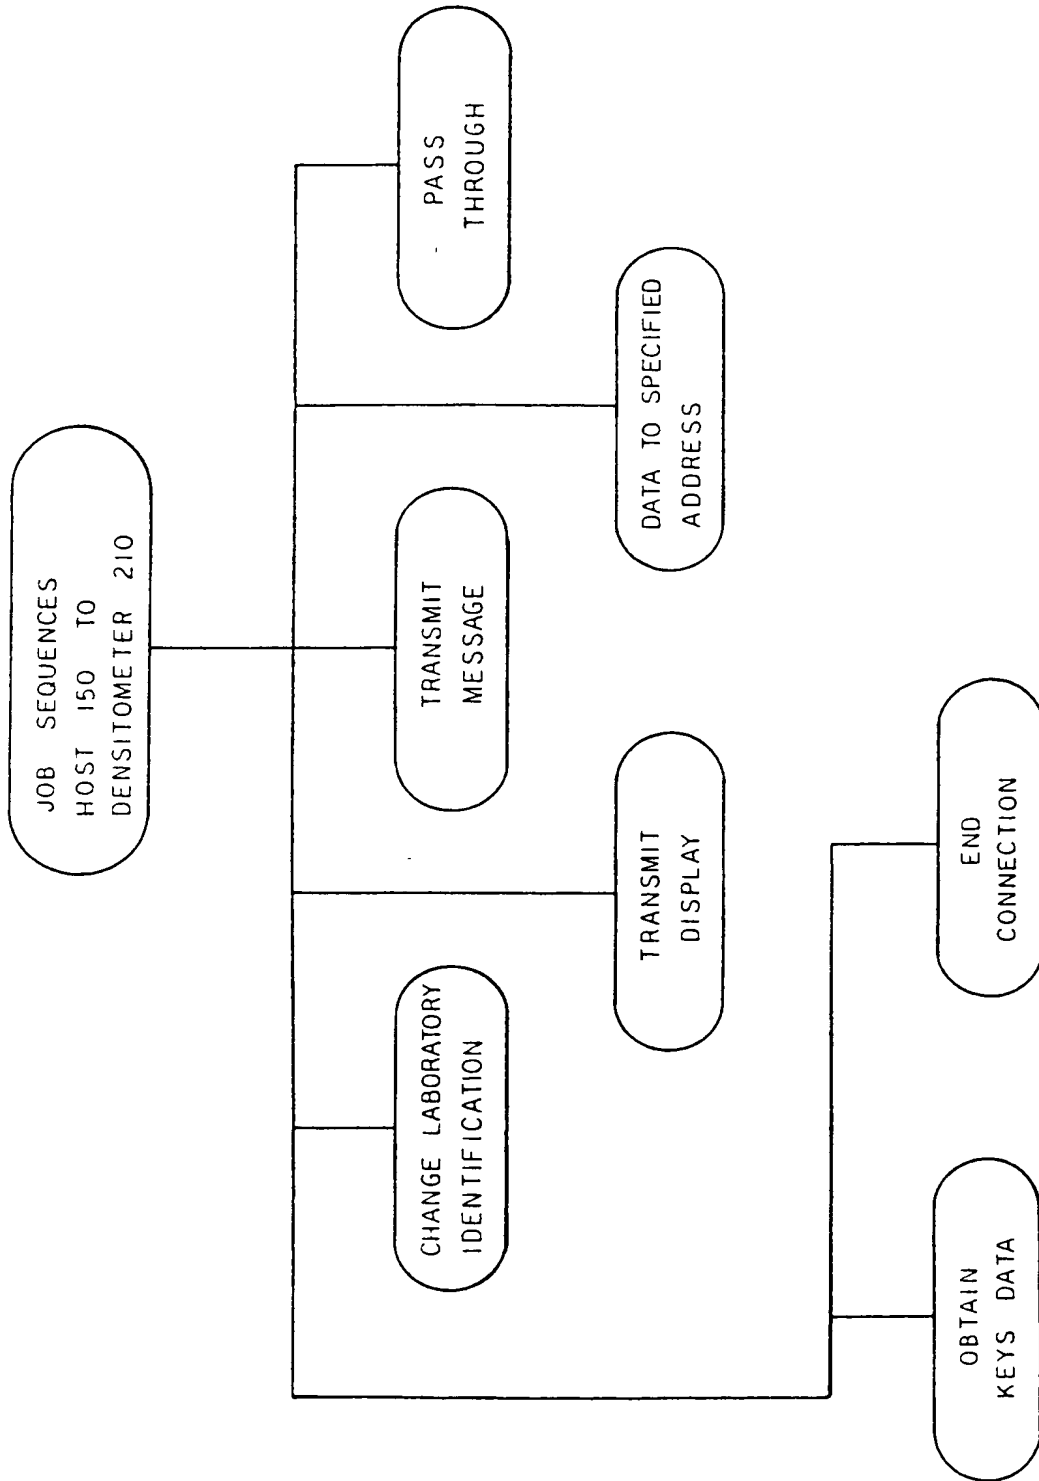 JOB SEQUENCES
HOST 150 TO
DENSITOMETER 210
CHANGE LABORATORY
IDENTIFICATION
TRANSMIT
MESSAGE
PASS
THROUGH
TRANSMIT
DISPLAY
DATA TO SPECIFIED
ADDRESS
OBTAIN
KEYS DATA
END
CONNECTION